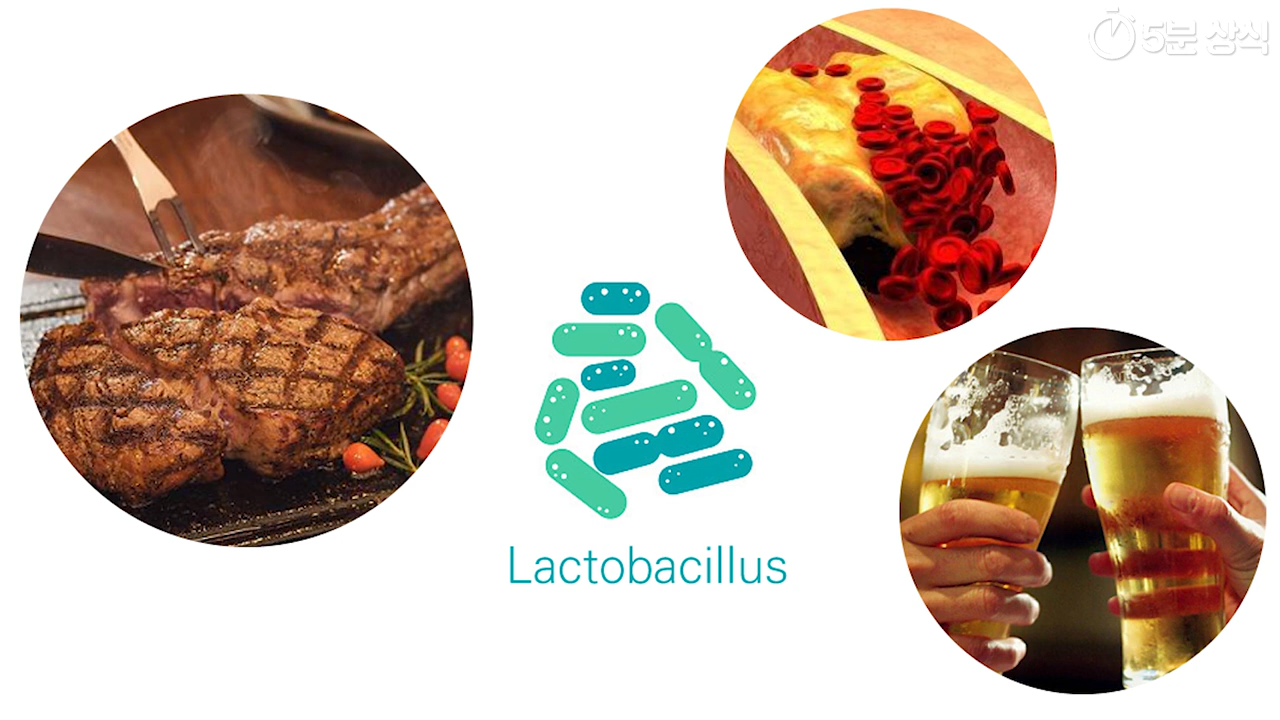 5분 상식
Lactobacillus